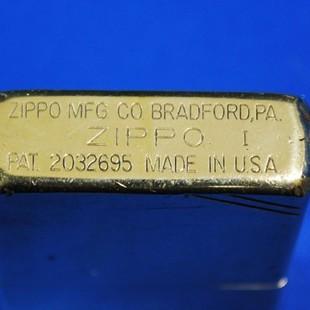 ZIPPO MFG CO BRADFORD, PA.
ZIPPO I
PAT. 2032695 MADE IN U.S.A